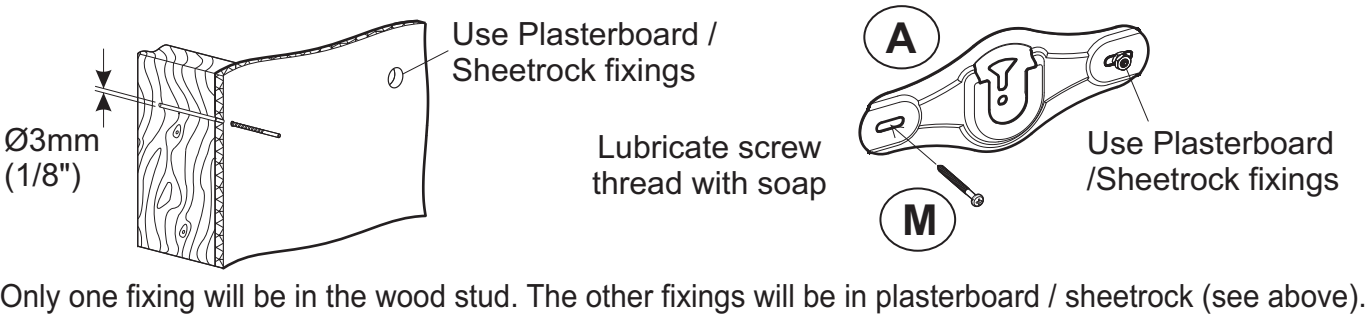 Use Plasterboard /
Sheetrock fixings
Ø3mm
(1/8")
A
Lubricate screw
thread with soap
Use Plasterboard
/Sheetrock fixings
M
Only one fixing will be in the wood stud. The other fixings will be in plasterboard / sheetrock (see above).